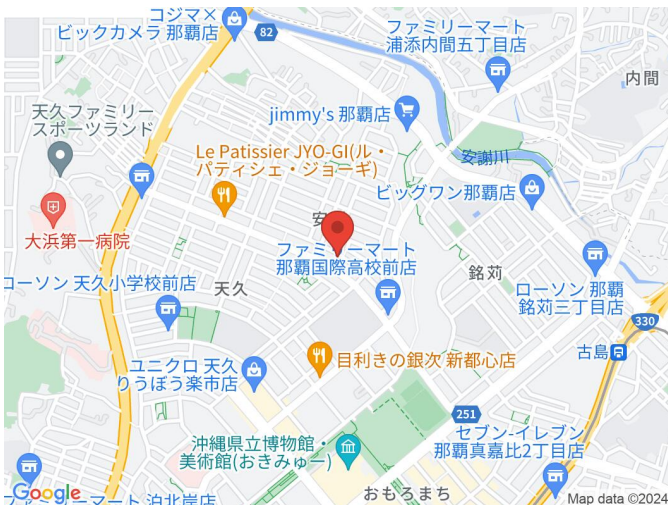 コジマ×
ビックカメラ 那覇店
82
ファミリーマート
浦添内間五丁目店
内間
天久ファミリー
スポーツランド
jimmy's 那覇店
Le Patissier JYO-GI(ル・
パティシェ・ジョーギ)
安謝川
ビッグワン那覇店
大浜第一病院
安
ファミリーマート
那覇国際高校前店
銘苅
ローソン 天久小学校前店
天久
ローソン 那覇
銘苅三丁目店
330
古島
ユニクロ 天久
りうぼう楽市店
目利きの銀次 新都心店
251
沖縄県立博物館・
美術館(おきみゅー)
セブン-イレブン
那覇真嘉比2丁目店
おもろまち
Google
ファミリーマート 泊北岸店
Map data ©2024